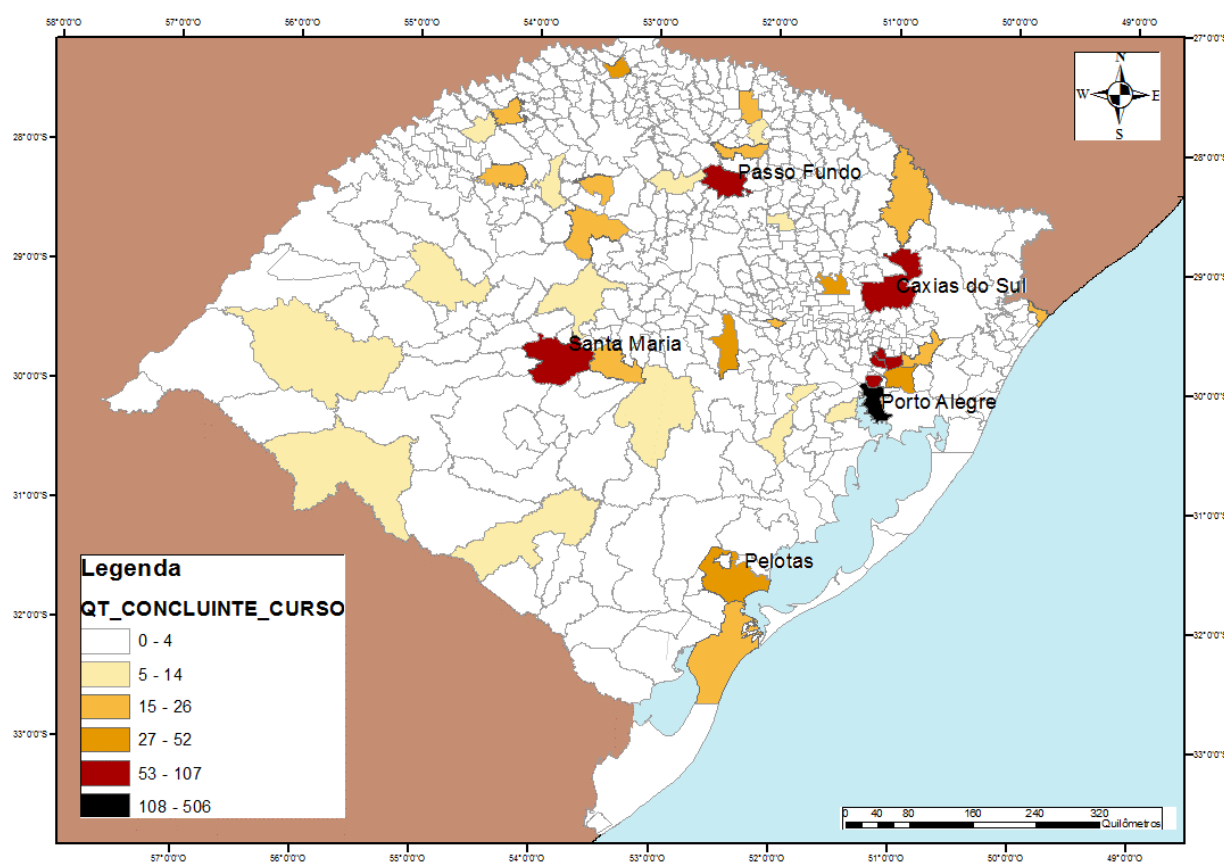 58°0'0"O 57°0'0"O 56°0'0"O 55°0'0"O 54°0'0"O 53°0'0"O 52°0'0"O 51°0'0"O 50°0'0"O 49°0'0"O
27°0'0"S
N
W E
S
28°0'0"S
28°0'0"S
Passo Fundo
29°0'0"S
29°0'0"S
Caxias do Sul
Santa Maria
30°0'0"S
30°0'0"S
Porto Alegre
31°0'0"S
31°0'0"S
Pelotas
32°0'0"S
32°0'0"S
33°0'0"S
33°0'0"S
Legenda
QT_CONCLUINTE_CURSO
0 - 4
5 - 14
15 - 26
27 - 52
53 - 107
108 - 506
0 40 80 160 240 320
Quilômetros
57°0'0"O 56°0'0"O 55°0'0"O 54°0'0"O 53°0'0"O 52°0'0"O 51°0'0"O 50°0'0"O 49°0'0"O